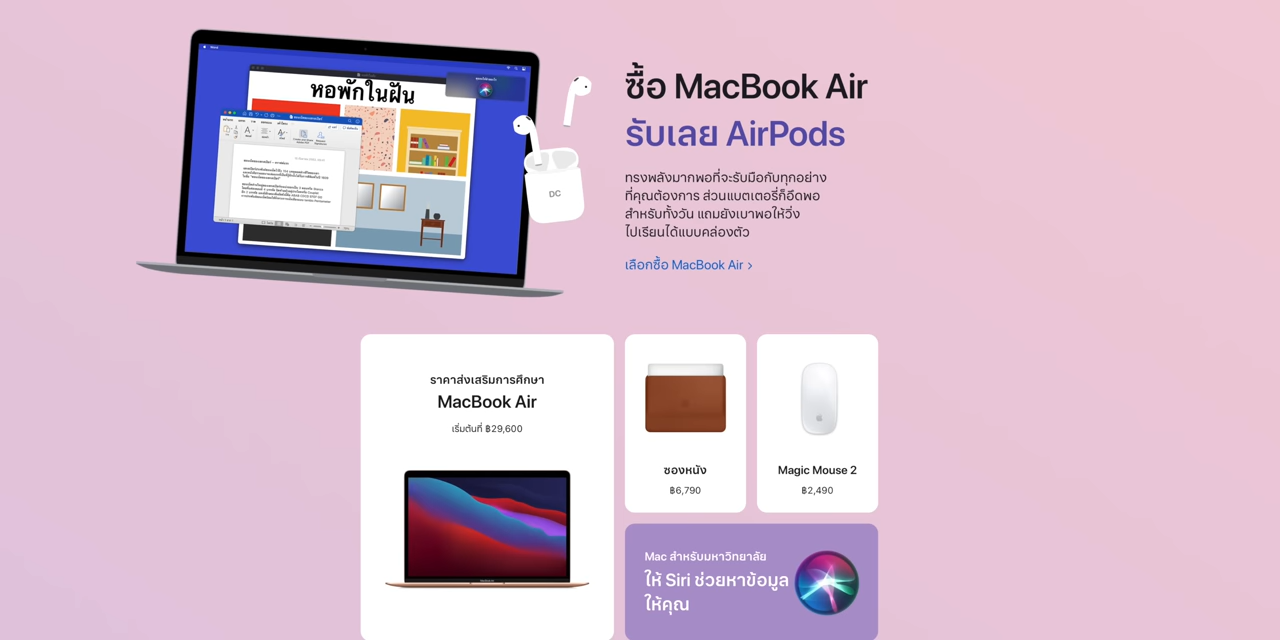 หอพักในฝัน
DC
ซื้อ MacBook Air
รับเลย AirPods
ทรงพลังมากพอที่จะรับมือกับทุกอย่าง
ที่คุณต้องการ ส่วนแบตเตอรี่ก็อึดพอ
สำหรับทั้งวัน แถมยังเบาพอให้วิ่ง
ไปเรียนได้แบบคล่องตัว
เลือกซื้อ MacBook Air >
ราคาส่งเสริมการศึกษา
MacBook Air
เริ่มต้นที่ ฿29,600
ซองหนัง
฿6,790
Magic Mouse 2
฿2,490
Mac สำหรับมหาวิทยาลัย
ให้ Siri ช่วยหาข้อมูล
ให้คุณ